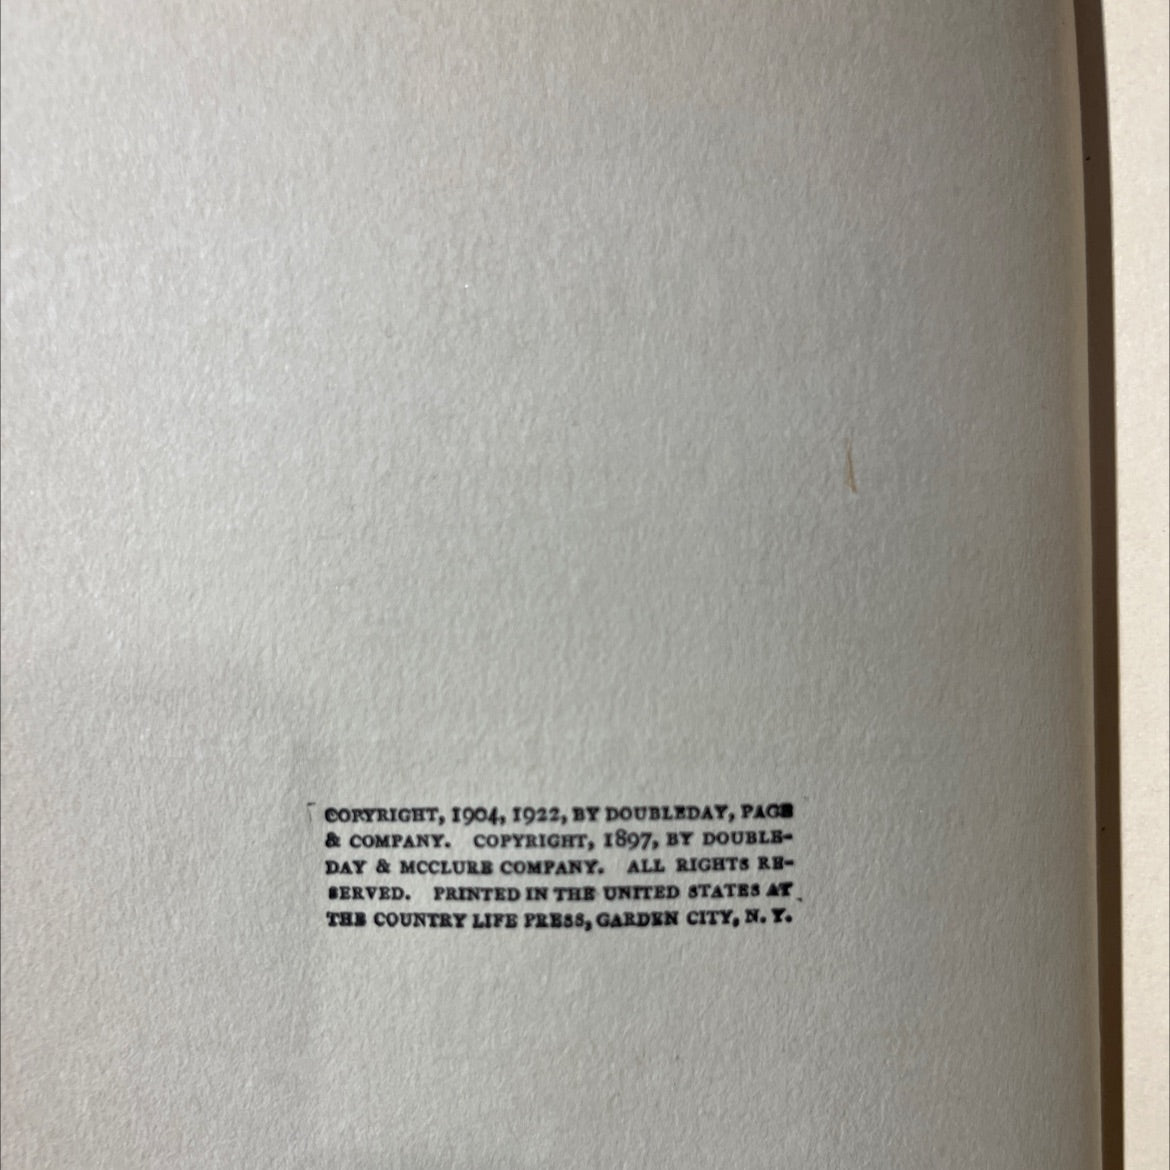 COPYRIGHT, 1904, 1922, BY DOUBLEDAY, PAGE
& COMPANY. COPYRIGHT, 1897, BY DOUBLE-
DAY & MCCLURE COMPANY. ALL RIGHTS RE-
SERVED. PRINTED IN THE UNITED STATES AT
THE COUNTRY LIFE PRESS, GARDEN CITY, N. Y.